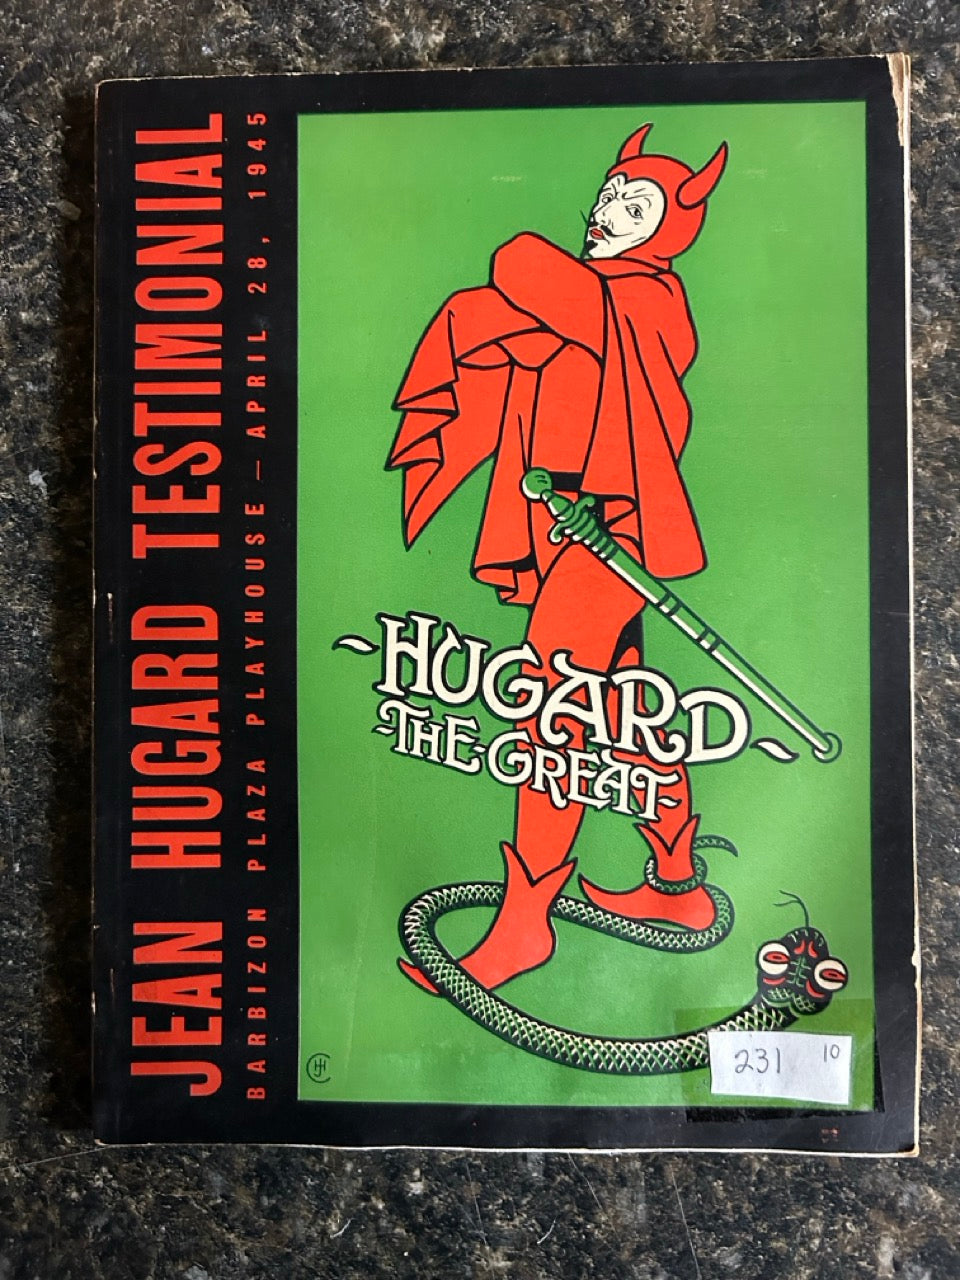 JEAN HUGARD TESTIMONIAL
BARBIZON PLAZA PLAYHOUSE — APRIL 28, 1945
~HUGARD~
-THE-GREAT-
231 10